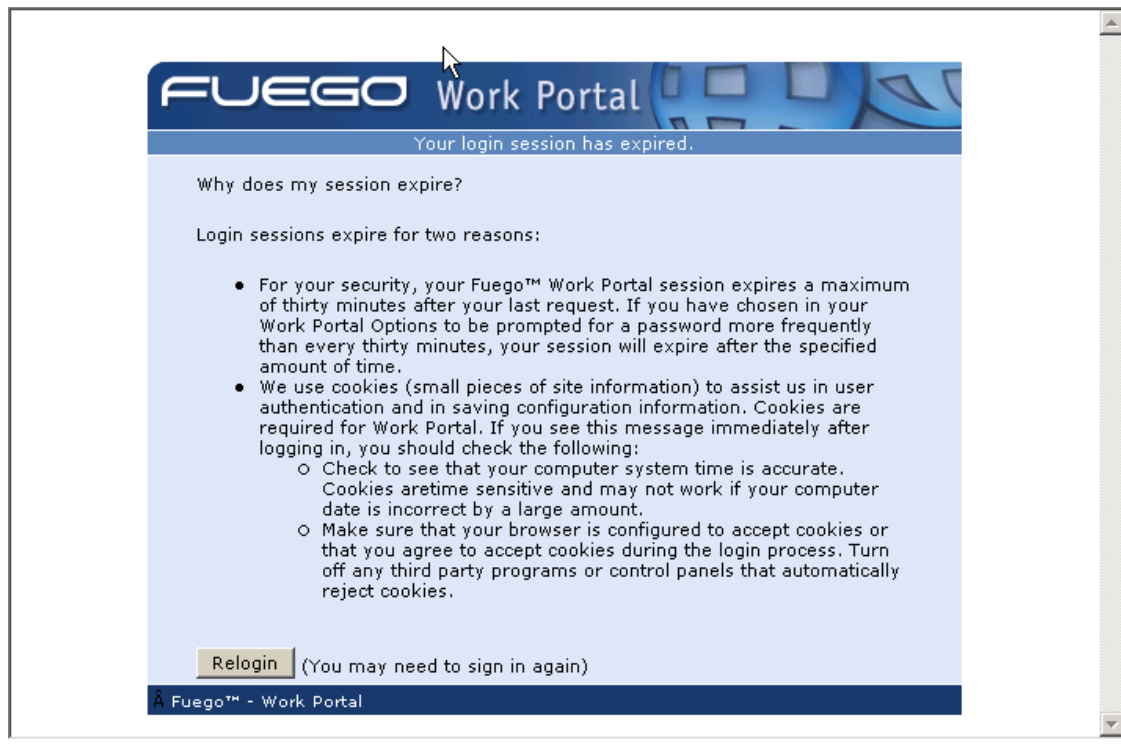 FUEGO Work Portal
Your login session has expired.
Why does my session expire?
Login sessions expire for two reasons:
● For your security, your Fuego™ Work Portal session expires a maximum
of thirty minutes after your last request. If you have chosen in your
Work Portal Options to be prompted for a password more frequently
than every thirty minutes, your session will expire after the specified
amount of time.
● We use cookies (small pieces of site information) to assist us in user
authentication and in saving configuration information. Cookies are
required for Work Portal. If you see this message immediately after
logging in, you should check the following:
○ Check to see that your computer system time is accurate.
Cookies aretime sensitive and may not work if your computer
date is incorrect by a large amount.
○ Make sure that your browser is configured to accept cookies or
that you agree to accept cookies during the login process. Turn
off any third party programs or control panels that automatically
reject cookies.
Relogin (You may need to sign in again)
Â Fuego™ - Work Portal